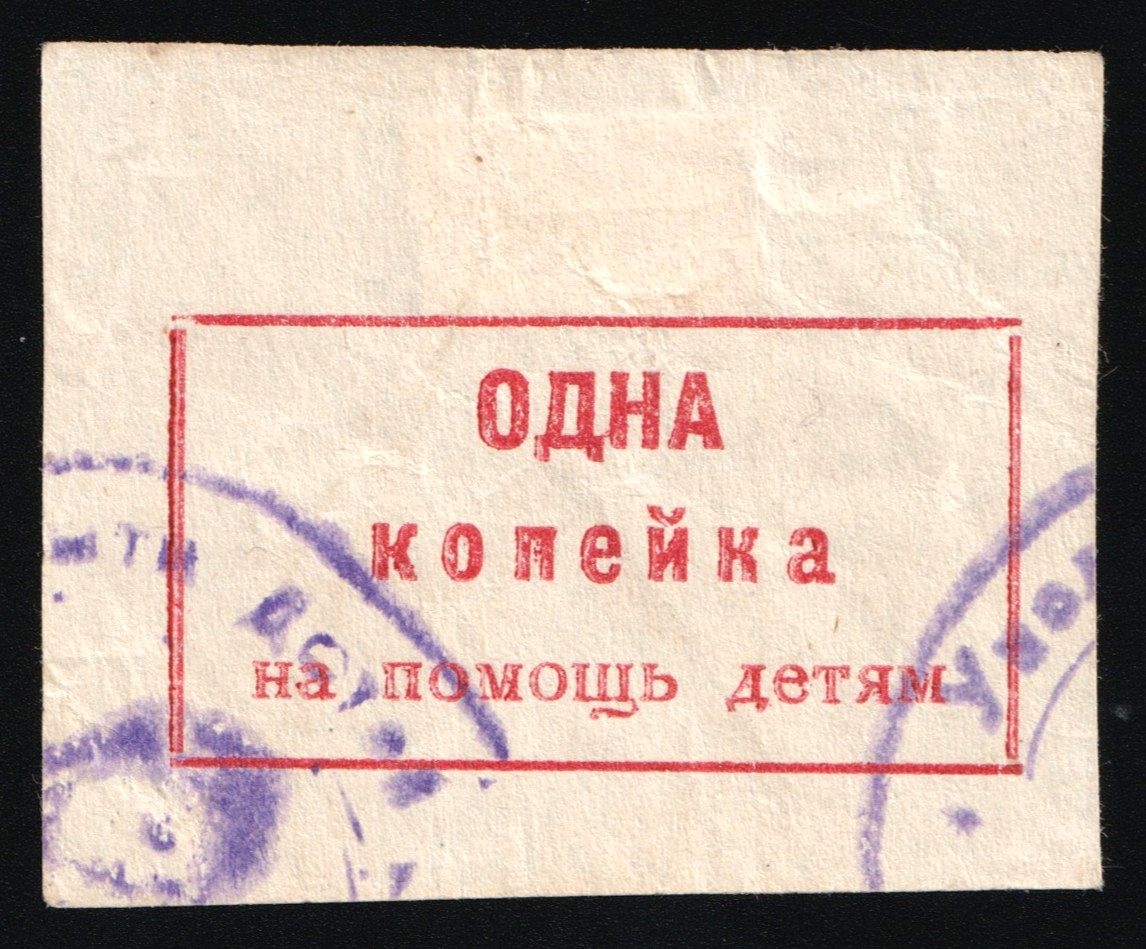 ОДНА
копейка
на помощь детям